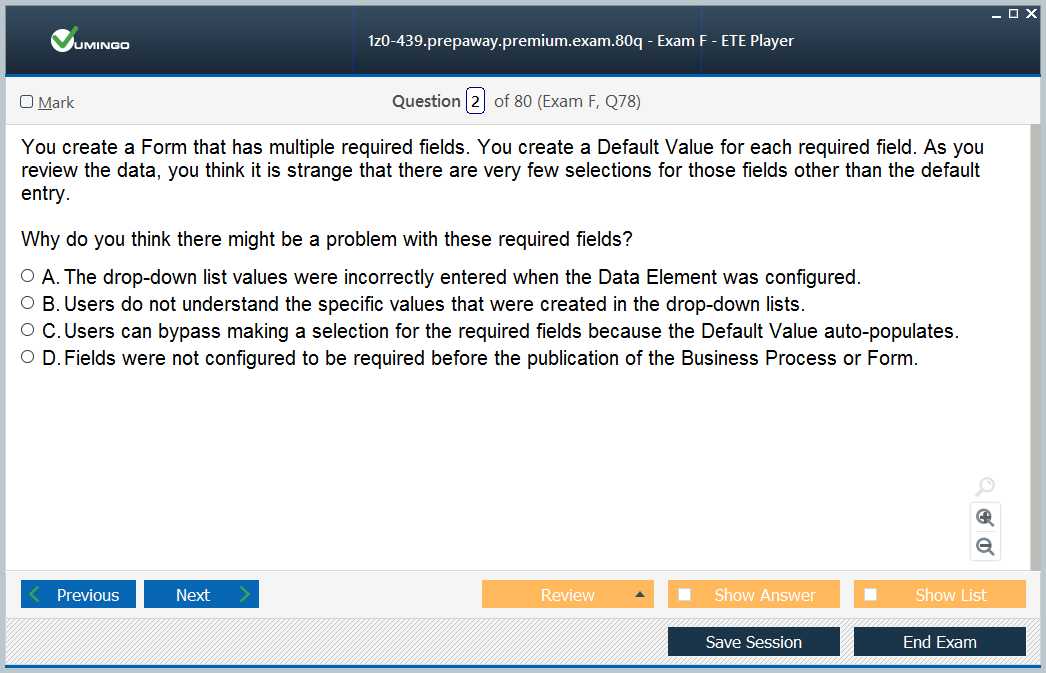 VUMINGO
1z0-439.prepaway.premium.exam.80q - Exam F - ETE Player
Mark
Question 2 of 80 (Exam F, Q78)
You create a Form that has multiple required fields. You create a Default Value for each required field. As you
review the data, you think it is strange that there are very few selections for those fields other than the default
entry.
Why do you think there might be a problem with these required fields?
A. The drop-down list values were incorrectly entered when the Data Element was configured.
B. Users do not understand the specific values that were created in the drop-down lists.
C. Users can bypass making a selection for the required fields because the Default Value auto-populates.
D. Fields were not configured to be required before the publication of the Business Process or Form.
Previous
Next
Review
Show Answer
Show List
Save Session
End Exam